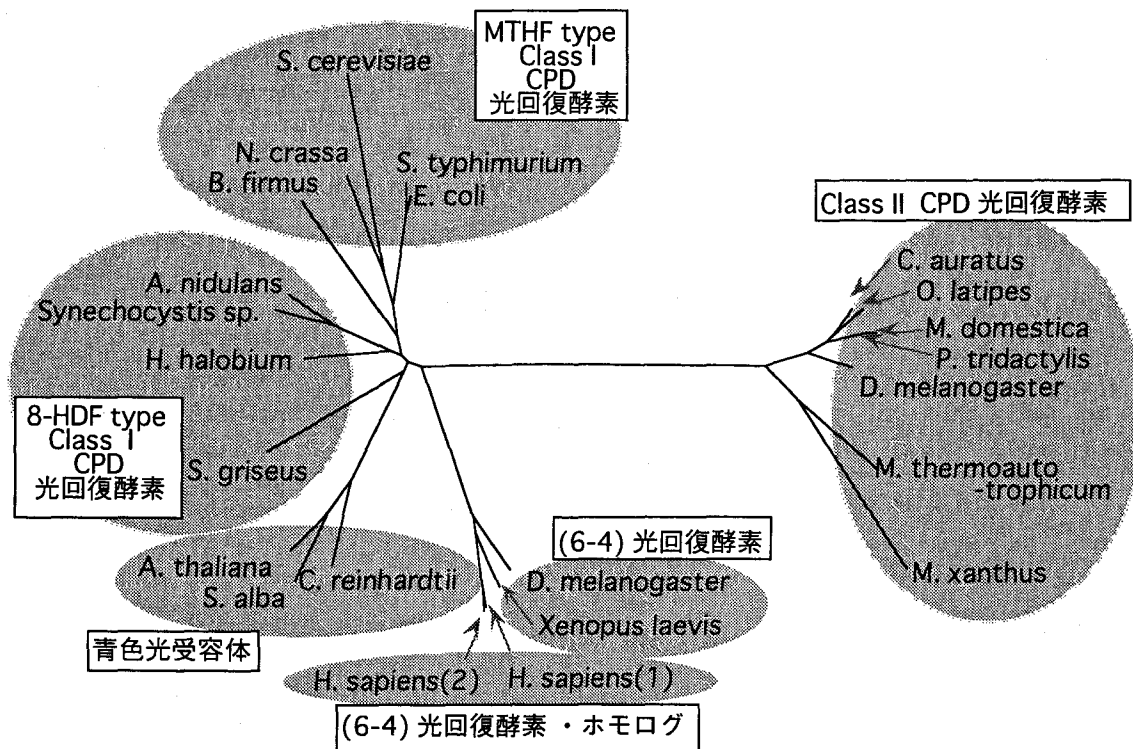 MTHF type
Class I
CPD
光回復酵素
S. cerevisiae
N. crassa
B. firmus
S. typhimurium
E. coli
Class II CPD 光回復酵素
C. auratus
O. latipes
M. domestica
P. tridactylis
D. melanogaster
M. thermoauto
-trophicum
M. xanthus
A. nidulans
Synechocystis sp.
H. halobium
8-HDF type
Class I
CPD
光回復酵素
S. griseus
A. thaliana
S. alba
C. reinhardtii
青色光受容体
(6-4) 光回復酵素
D. melanogaster
Xenopus laevis
H. sapiens(2)
H. sapiens(1)
(6-4) 光回復酵素・ホモログ